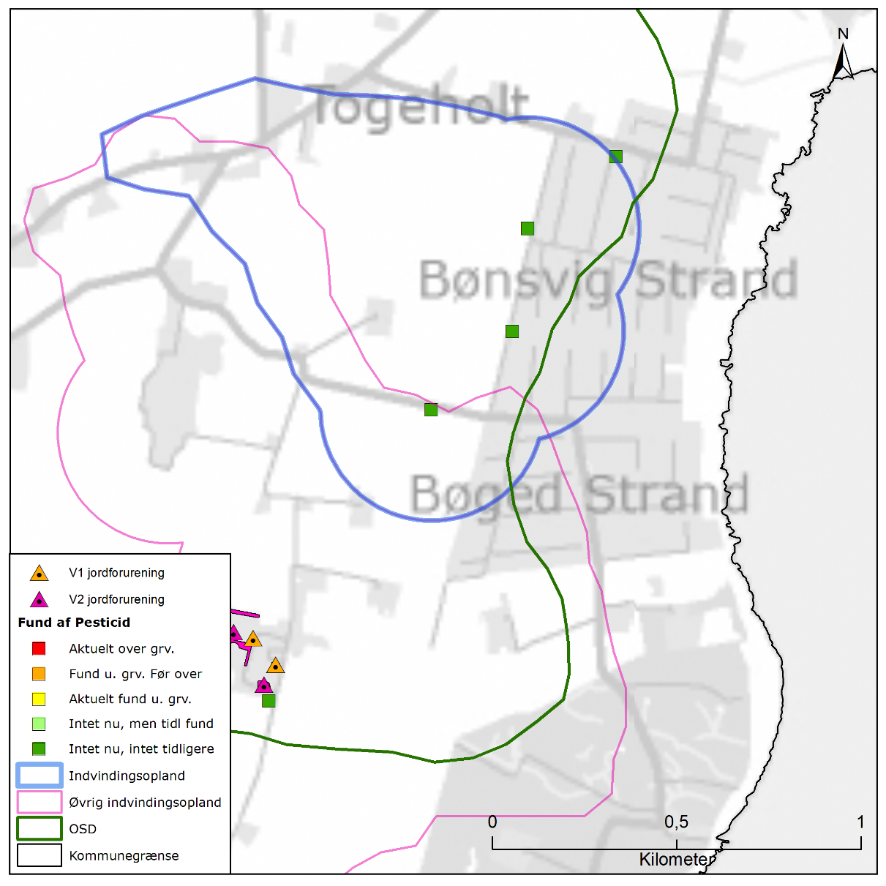 N
Togeholt
Bønsvig Strand
Bøged Strand
V1 jordforurening
V2 jordforurening
Fund af Pesticid
Aktuelt over grv.
Fund u. grv. Før over
Aktuelt fund u. grv.
Intet nu, men tidl fund
Intet nu, intet tidligere
Indvindingsopland
Øvrig indvindingsopland
OSD
Kommunegrænse
0 0,5 1
Kilometer